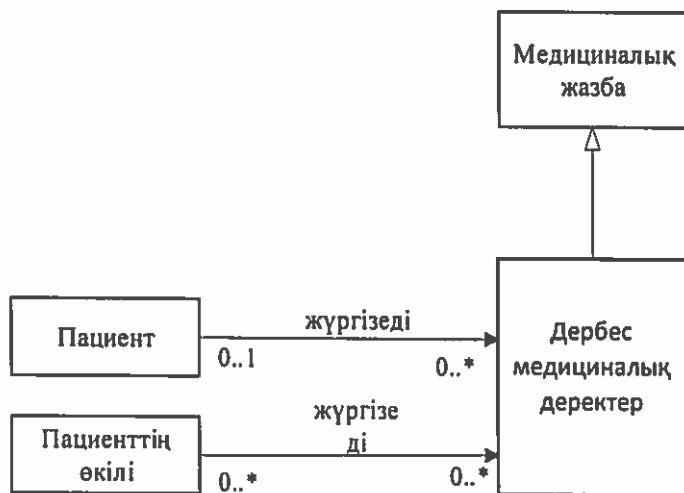 Медициналық
жазба
Пациент
жүргізеді
0..1
0..*
Дербес
медициналық
деректер
Пациенттің
өкілі
жүргізе
ді
0..*
0..*